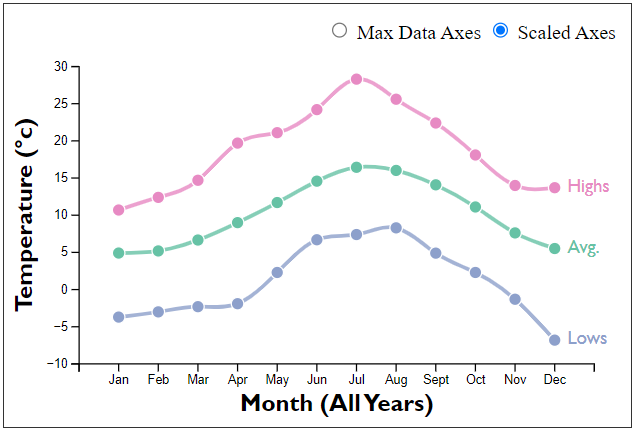 Max Data Axes Scaled Axes
30
25
20
15
10
5
0
−5
−10
Temperature (°c)
Highs
Avg.
Lows
Jan Feb Mar Apr May Jun Jul Aug Sept Oct Nov Dec
Month (All Years)